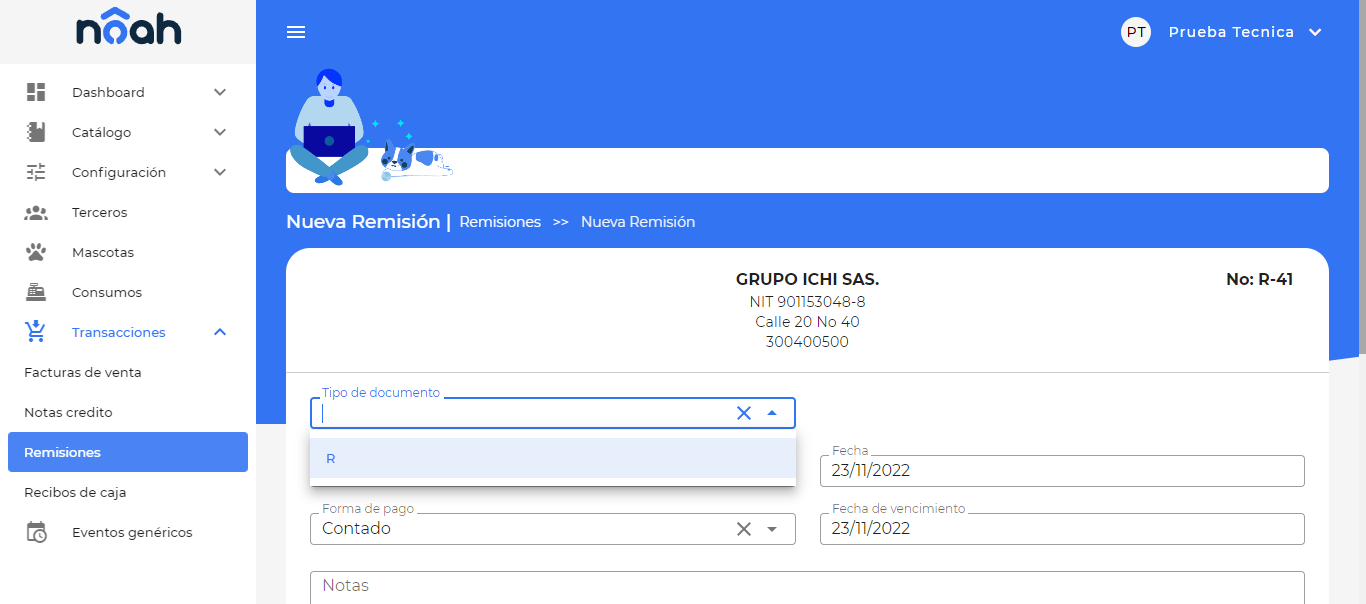 nôah
PT Prueba Tecnica
Dashboard
Catálogo
Configuración
Terceros
Mascotas
Consumos
Transacciones
Facturas de venta
Notas credito
Remisiones
Recibos de caja
Eventos genéricos
Nueva Remisión | Remisiones >> Nueva Remisión
GRUPO ICHI SAS.
No: R-41
NIT 901153048-8
Calle 20 No 40
300400500
Tipo de documento
R
Fecha
23/11/2022
Forma de pago
Contado
Fecha de vencimiento
23/11/2022
Notas